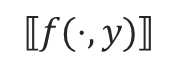 ⟦𝑓(·, 𝑦)⟧